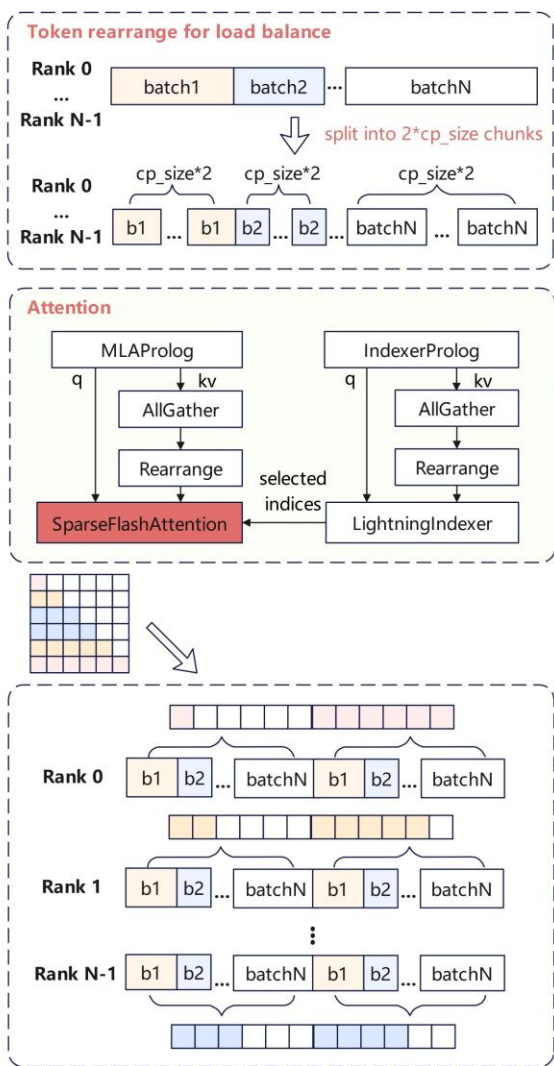 Token rearrange for load balance
Rank 0
...
Rank N-1
batch1 batch2 ... batchN
split into 2*cp_size chunks
cp_size*2 cp_size*2 cp_size*2
Rank 0
...
Rank N-1
b1 ... b1 b2 ... b2 batchN ... batchN
Attention
MLAProlog IndexerProlog
q kv q kv
AllGather AllGather
Rearrange Rearrange
selected
indices
SparseFlashAttention LightningIndexer
Rank 0 b1 b2 ... batchN b1 b2 ... batchN
Rank 1 b1 b2 ... batchN b1 b2 ... batchN
...
Rank N-1 b1 b2 ... batchN b1 b2 ... batchN